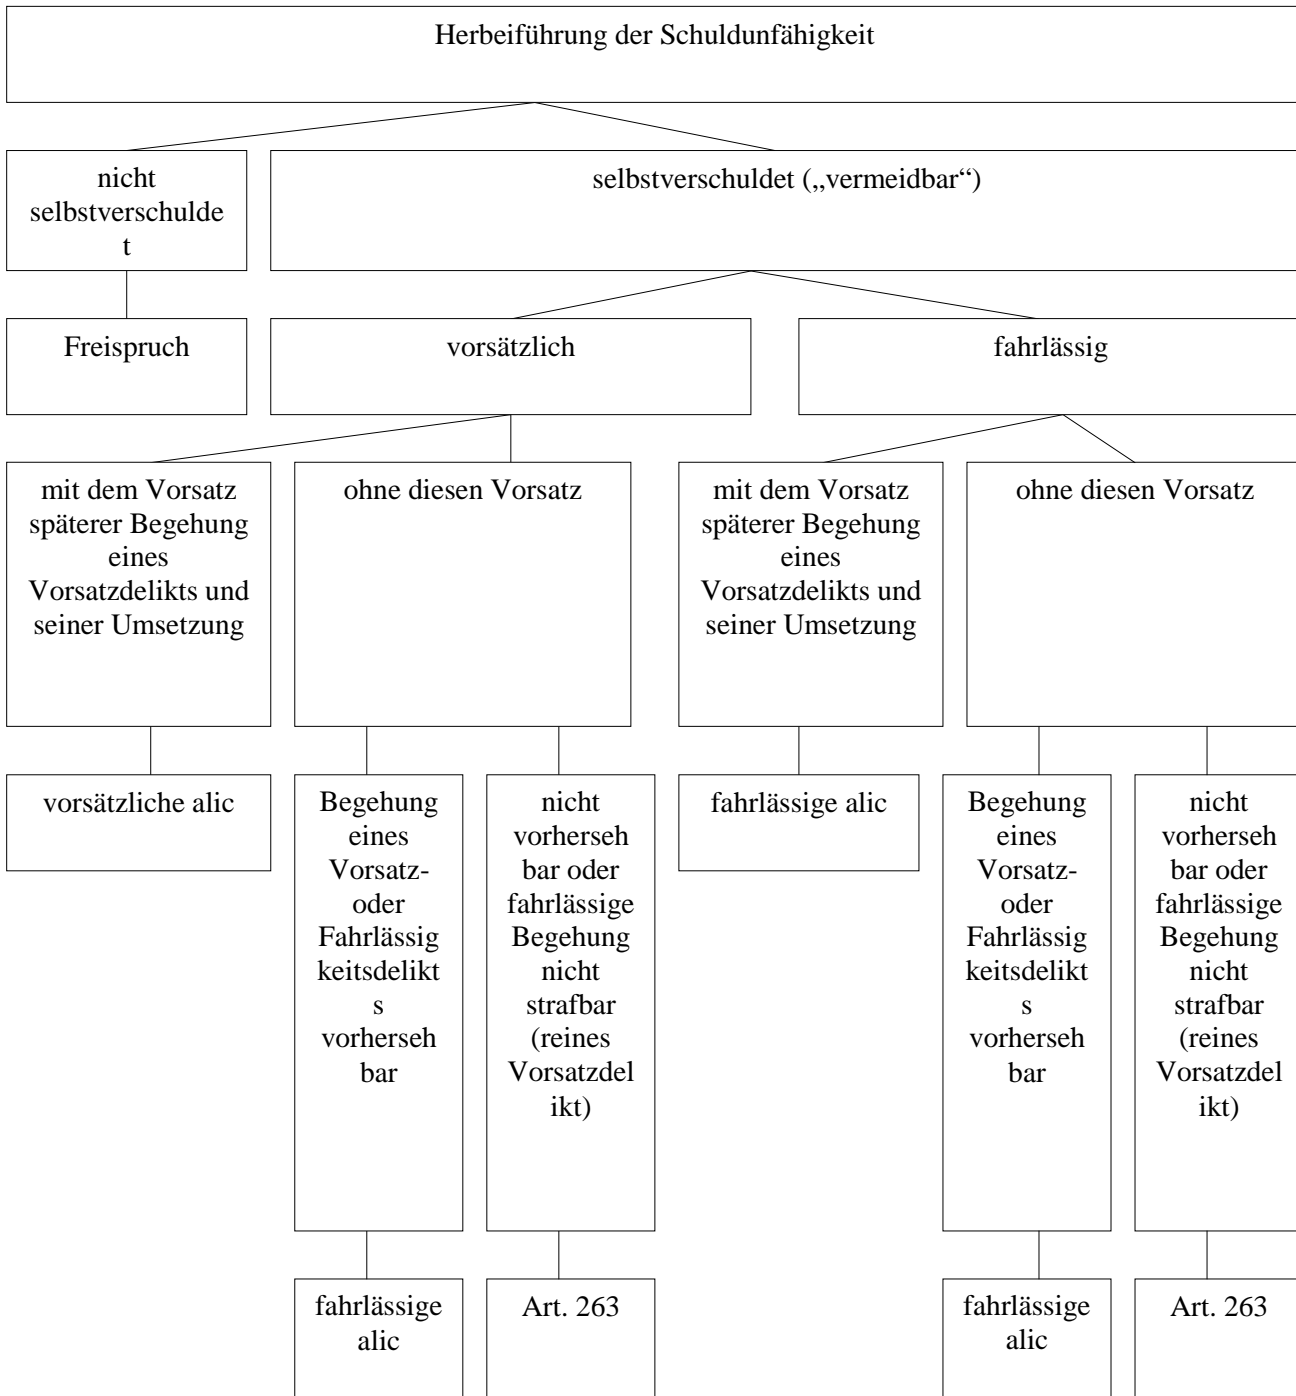 Herbeiführung der Schuldunfähigkeit
nicht
selbstverschulde
t
selbstverschuldet („vermeidbar“)
Freispruch
vorsätzlich
fahrlässig
mit dem Vorsatz
späterer Begehung
eines
Vorsatzdelikts und
seiner Umsetzung
ohne diesen Vorsatz
mit dem Vorsatz
späterer Begehung
eines
Vorsatzdelikts und
seiner Umsetzung
ohne diesen Vorsatz
vorsätzliche alic
Begehung
eines
Vorsatz-
oder
Fahrlässig
keitsdelikt
s
vorherseh
bar
nicht
vorherseh
bar oder
fahrlässige
Begehung
nicht
strafbar
(reines
Vorsatzdel
ikt)
fahrlässige alic
Begehung
eines
Vorsatz-
oder
Fahrlässig
keitsdelikt
s
vorherseh
bar
nicht
vorherseh
bar oder
fahrlässige
Begehung
nicht
strafbar
(reines
Vorsatzdel
ikt)
fahrlässige
alic
Art. 263
fahrlässige
alic
Art. 263